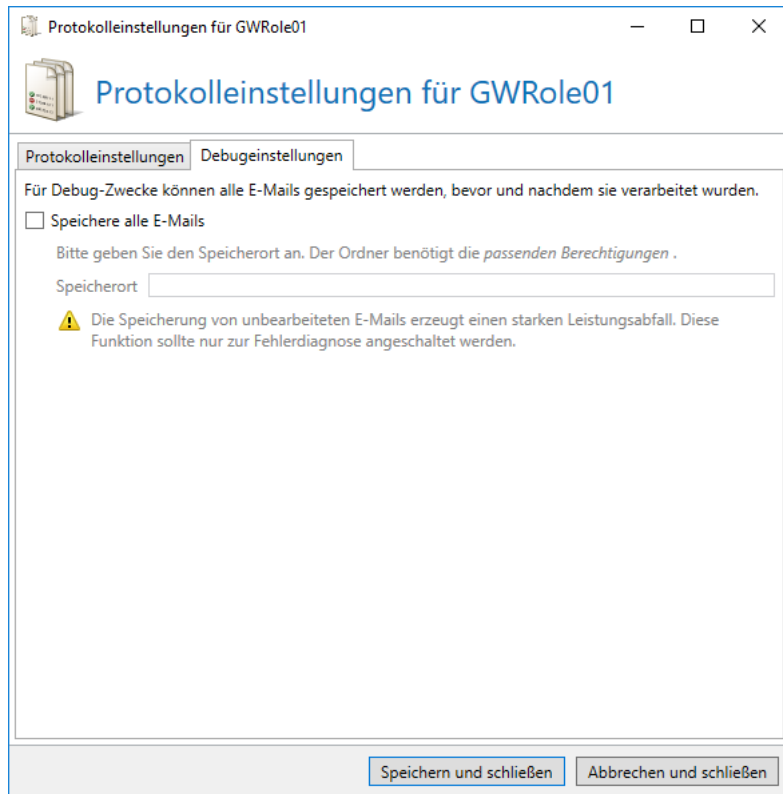 Protokolleinstellungen für GWRole01
Protokolleinstellungen für GWRole01
Protokolleinstellungen Debugeinstellungen
Für Debug-Zwecke können alle E-Mails gespeichert werden, bevor und nachdem sie verarbeitet wurden.
Speichere alle E-Mails
Bitte geben Sie den Speicherort an. Der Ordner benötigt die passenden Berechtigungen .
Speicherort
Die Speicherung von unbearbeiteten E-Mails erzeugt einen starken Leistungsabfall. Diese
Funktion sollte nur zur Fehlerdiagnose angeschaltet werden.
Speichern und schließen Abbrechen und schließen